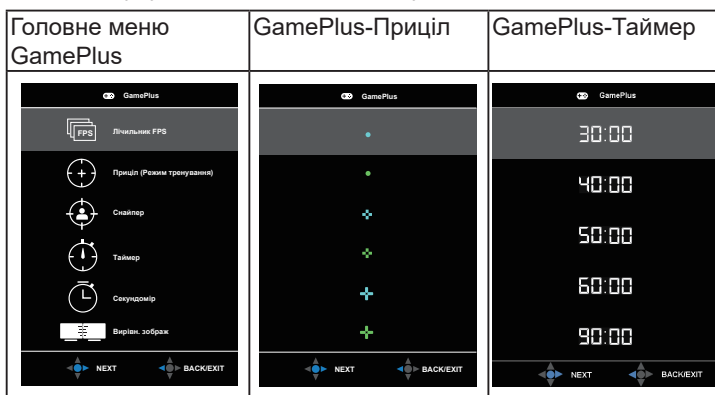 Головне меню
GamePlus
GamePlus-Приціл
GamePlus-Таймер
GamePlus
FPS
Лічильник FPS
Приціл (Режим тренування)
Снайпер
Таймер
Секундомір
Вирівн. зображ
NEXT BACK/EXIT
GamePlus
NEXT BACK/EXIT
GamePlus
30:00
40:00
50:00
60:00
90:00
NEXT BACK/EXIT